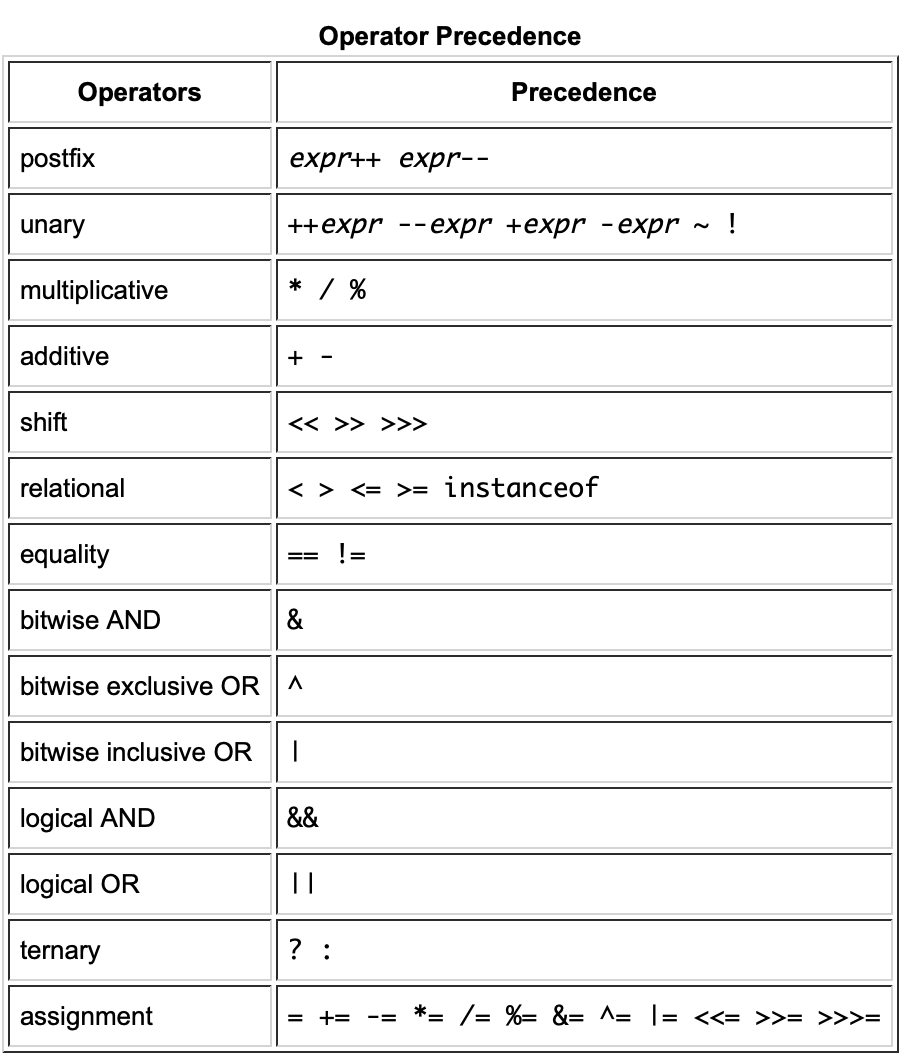 Operator Precedence
Operators Precedence
postfix expr++ expr--
unary ++expr --expr +expr -expr ~ !
multiplicative * / %
additive + -
shift << >> >>>
relational < > <= >= instanceof
equality == !=
bitwise AND &
bitwise exclusive OR ^
bitwise inclusive OR |
logical AND &&
logical OR ||
ternary ? :
assignment = += -= *= /= %= &= ^= |= <<= >>= >>>=